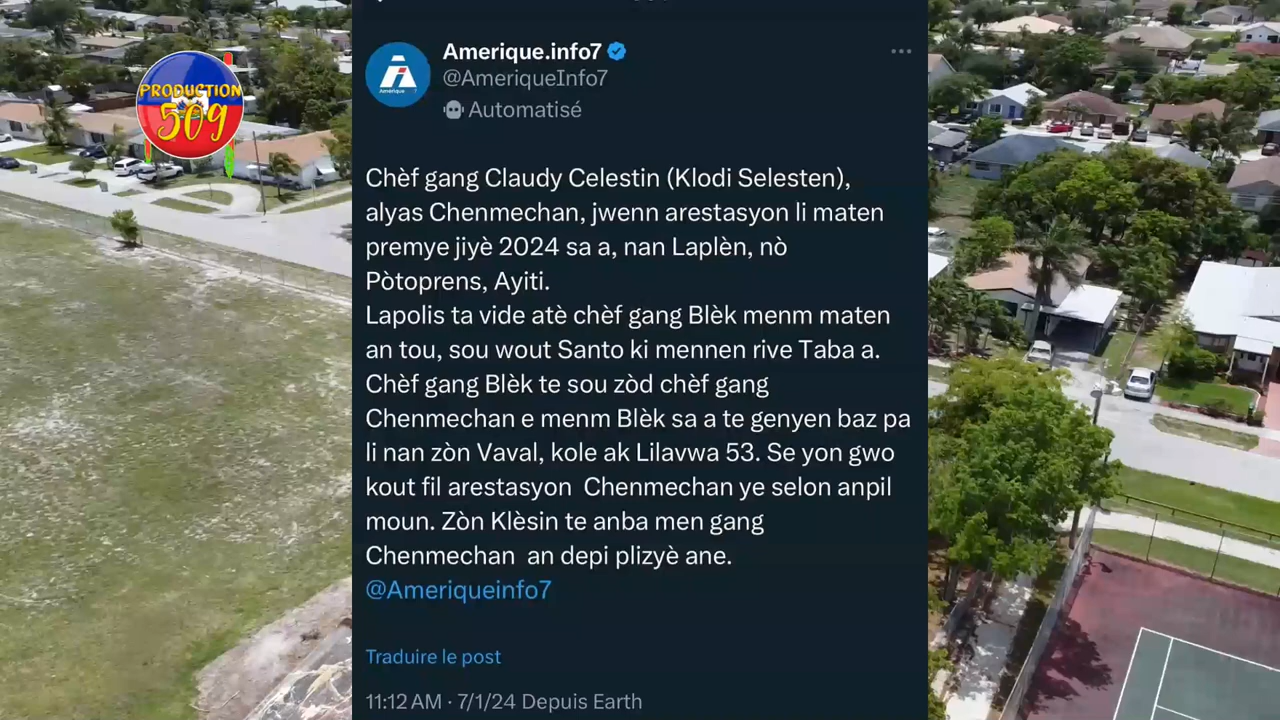 PRODUCTION
509
Amerique.info7
@AmeriqueInfo7
Automatisé
Chèf gang Claudy Celestin (Klodi Selesten),
alyas Chenmechan, jwenn arestasyon li maten
premye jiyè 2024 sa a, nan Laplèn, nò
Pòtoprens, Ayiti.
Lapolis ta vide atè chèf gang Blèk menm maten
an tou, sou wout Santo ki mennen rive Taba a.
Chèf gang Blèk te sou zòd chèf gang
Chenmechan e menm Blèk sa a te genyen baz pa
li nan zòn Vaval, kole ak Lilavwa 53. Se yon gwo
kout fil arestasyon  Chenmechan ye selon anpil
moun. Zòn Klèsin te anba men gang
Chenmechan  an depi plizyè ane.
@Ameriqueinfo7
Traduire le post
11:12 AM · 7/1/24 Depuis Earth